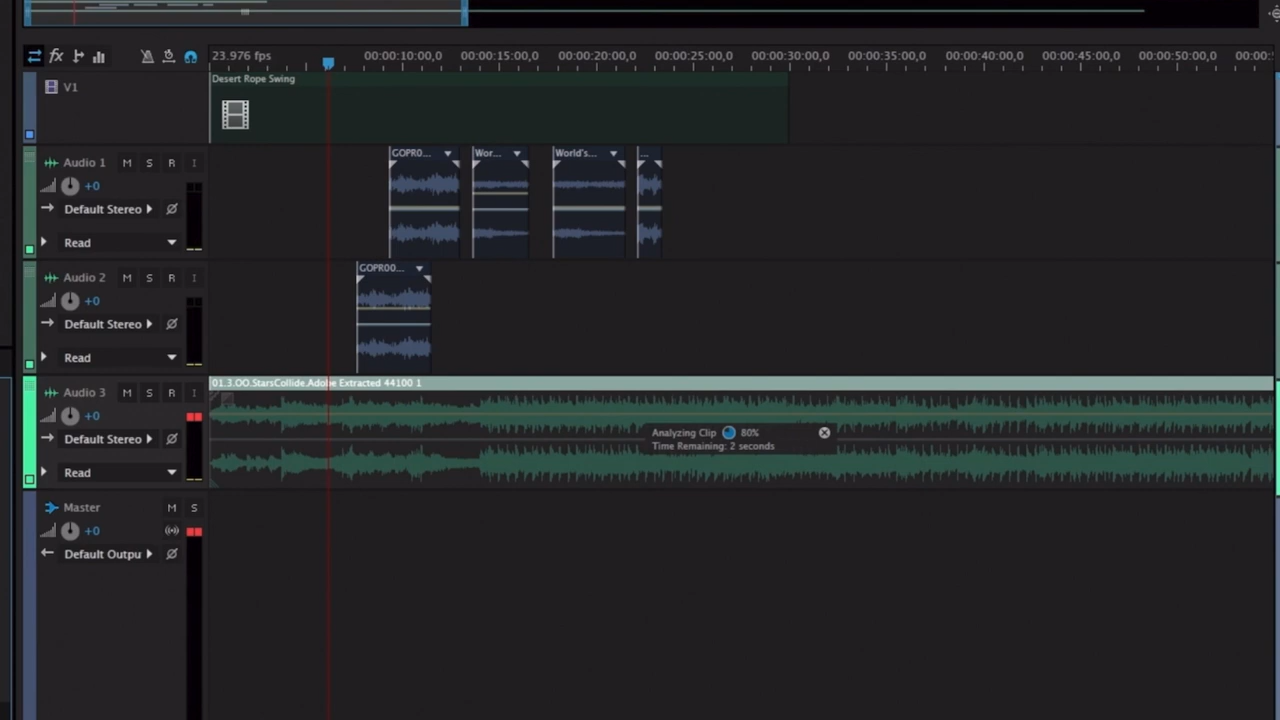 23.976 fps 00:00:10:00,0 00:00:15:00,0 00:00:20:00,0 00:00:25:00,0 00:00:30:00,0 00:00:35:00,0 00:00:40:00,0 00:00:45:00,0 00:00:50:00,0
fx
Desert Rope Swing
V1
GOPR0... Wor... World's... ...
Audio 1 M S R I
+0
Default Stereo
Read
GOPR00...
Audio 2 M S R I
+0
Default Stereo
Read
01.3.OO.StarsCollide.Adobe Extracted 44100 1
Audio 3 M S R I
+0
Analyzing Clip 80%
Default Stereo
Time Remaining: 2 seconds
Read
Master M S
+0
Default Outpu